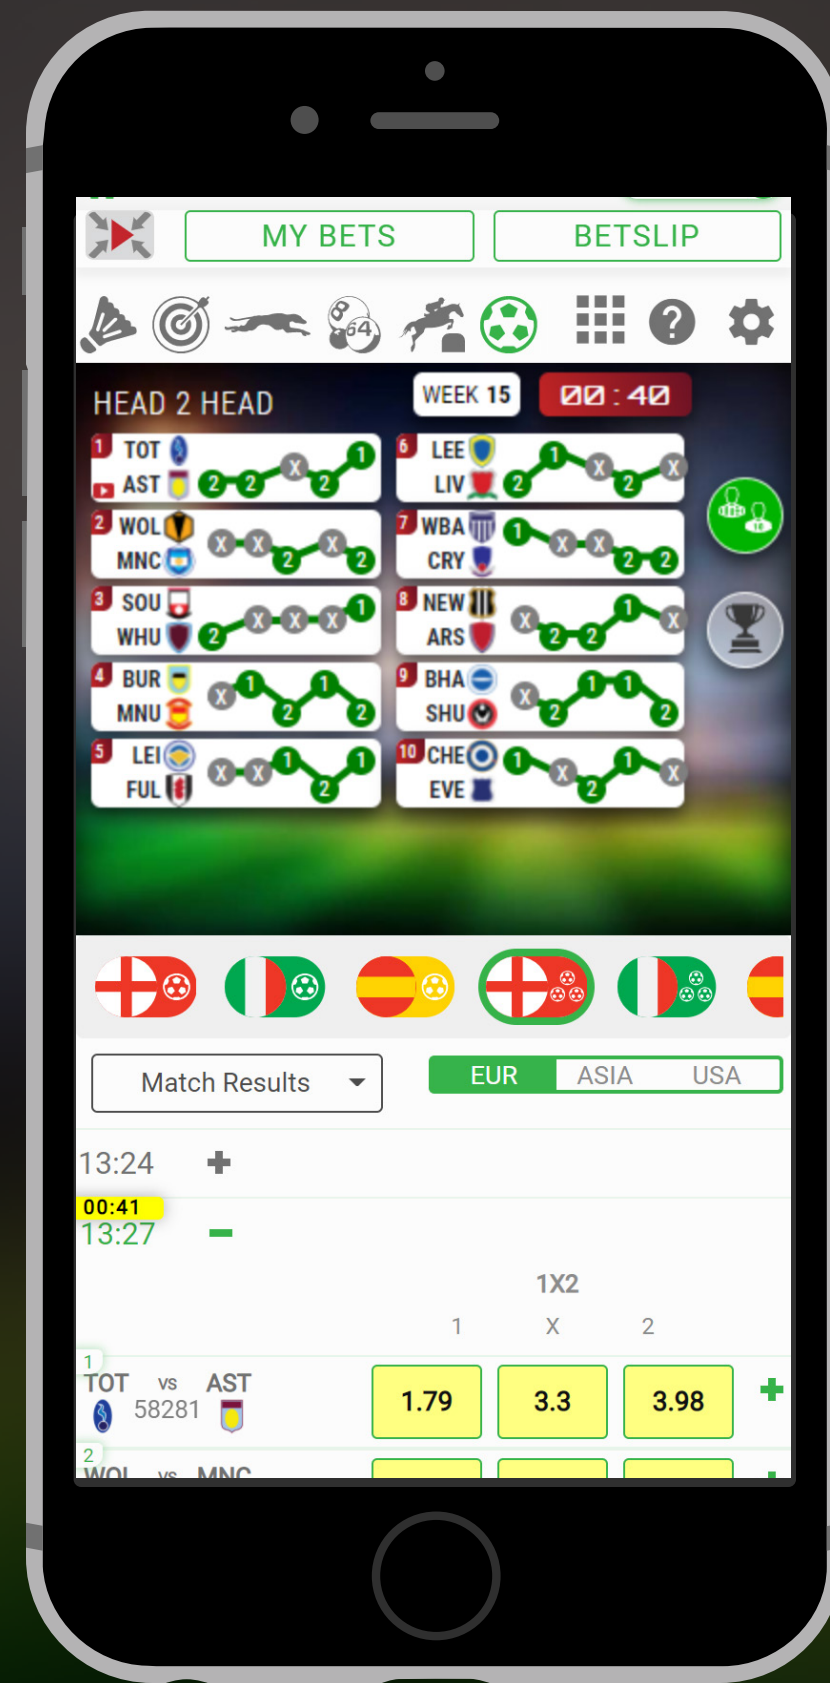 MY BETS
BETSLIP
8
64
?
HEAD 2 HEAD
WEEK 15
00:40
1 TOT AST 2 2 X 2 1
6 LEE LIV 2 1 X 2 X
2 WOL MNC X X 2 X 2
7 WBA CRY 1 X X 2 2
3 SOU WHU 2 X X X 1
8 NEW ARS X 2 2 1 X
4 BUR MNU X 1 2 1 2
9 BHA SHU X 2 1 1 2
5 LEI FUL X X 1 2 1
10 CHE EVE 1 X 2 1 X
Match Results
EUR ASIA USA
13:24 +
00:41
13:27 -
1X2
1 X 2
1
TOT vs AST
58281
1.79 3.3 3.98 +
2
WOL vs MNC